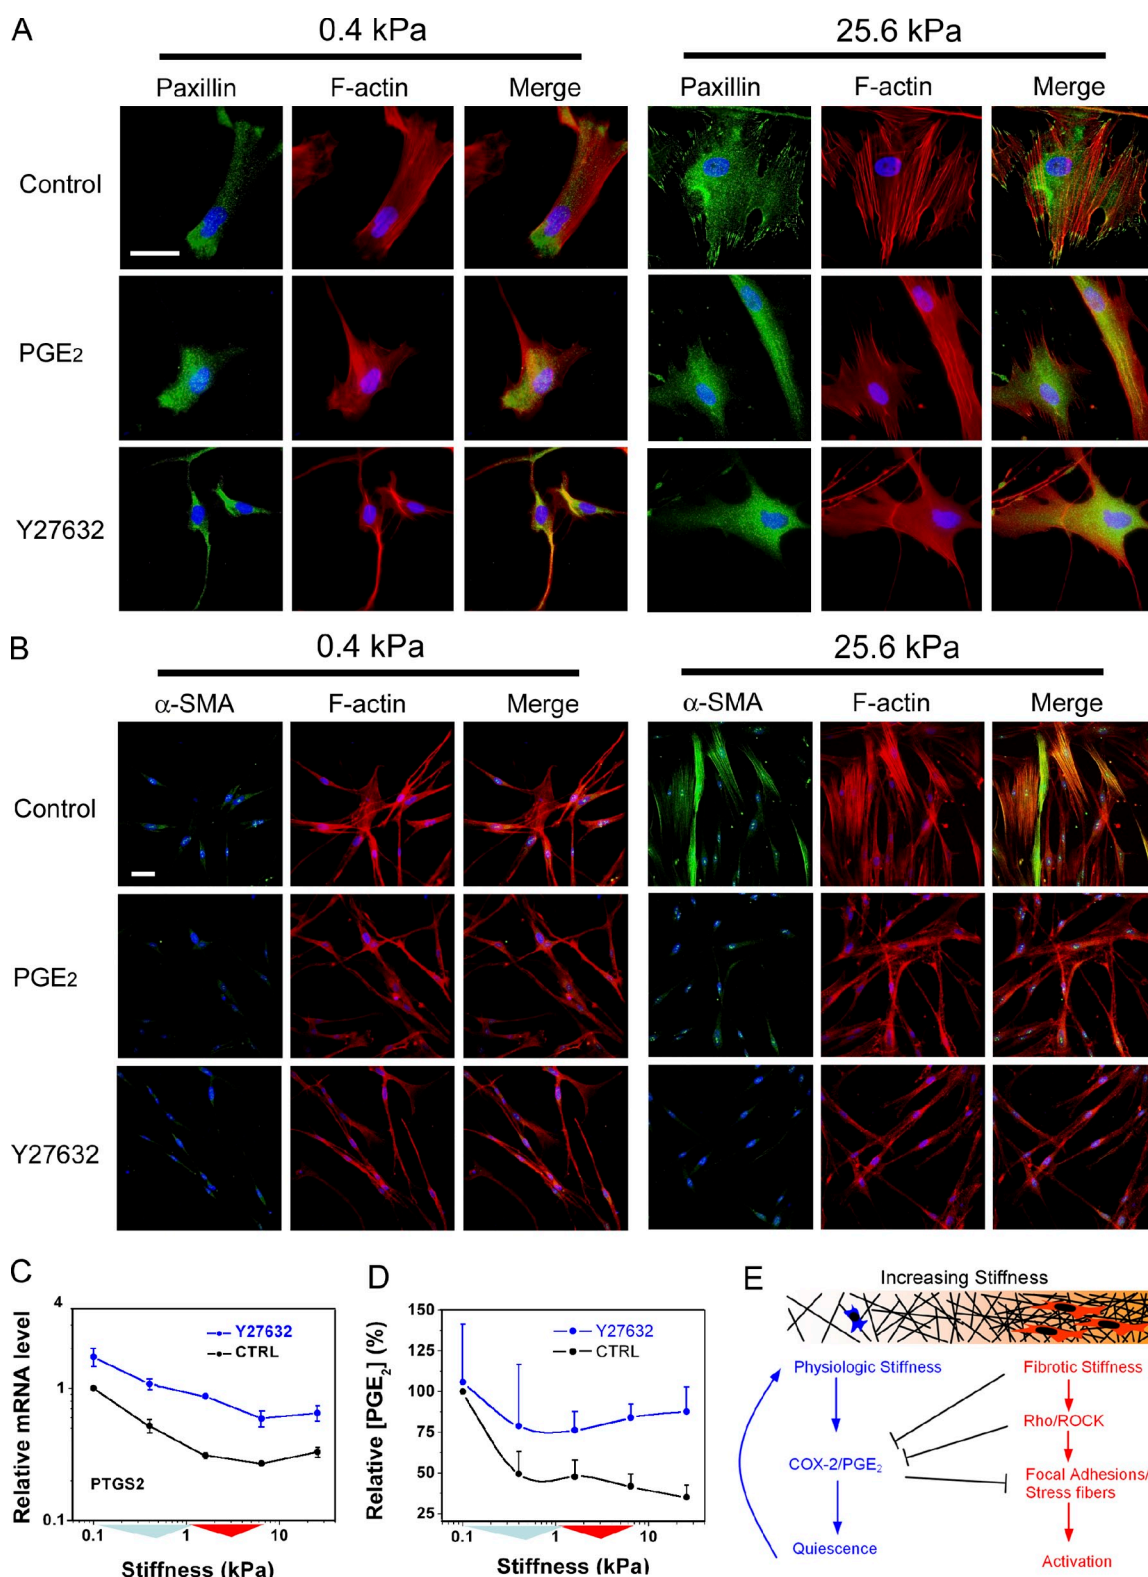 A
0.4 kPa
25.6 kPa
Paxillin F-actin Merge Paxillin F-actin Merge
Control
PGE2
Y27632
B
0.4 kPa
25.6 kPa
α-SMA F-actin Merge α-SMA F-actin Merge
Control
PGE2
Y27632
C
Relative mRNA level
4
1
0.1
Y27632
CTRL
PTGS2
0.1 1 10
Stiffness (kPa)
D
Relative [PGE2] (%)
150
125
100
75
50
25
Y27632
CTRL
0.1 1 10
Stiffness (kPa)
E
Increasing Stiffness
Physiologic Stiffness
Fibrotic Stiffness
Rho/ROCK
COX-2/PGE2
Focal Adhesions/
Stress fibers
Quiescence
Activation